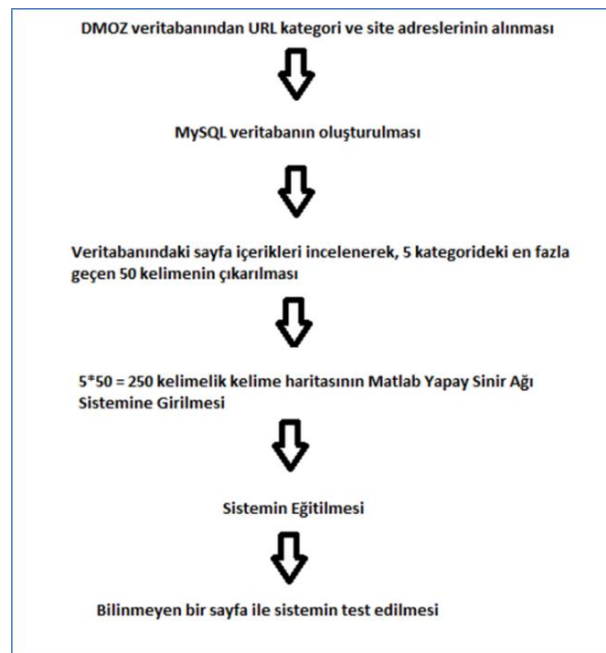 DMOZ veritabanından URL kategori ve site adreslerinin alınması
MySQL veritabanın oluşturulması
Veritabanındaki sayfa içerikleri incelenerek, 5 kategorideki en fazla
geçen 50 kelimenin çıkarılması
5*50 = 250 kelimelik kelime haritasının Matlab Yapay Sinir Ağı
Sistemine Girilmesi
Sistemin Eğitilmesi
Bilinmeyen bir sayfa ile sistemin test edilmesi